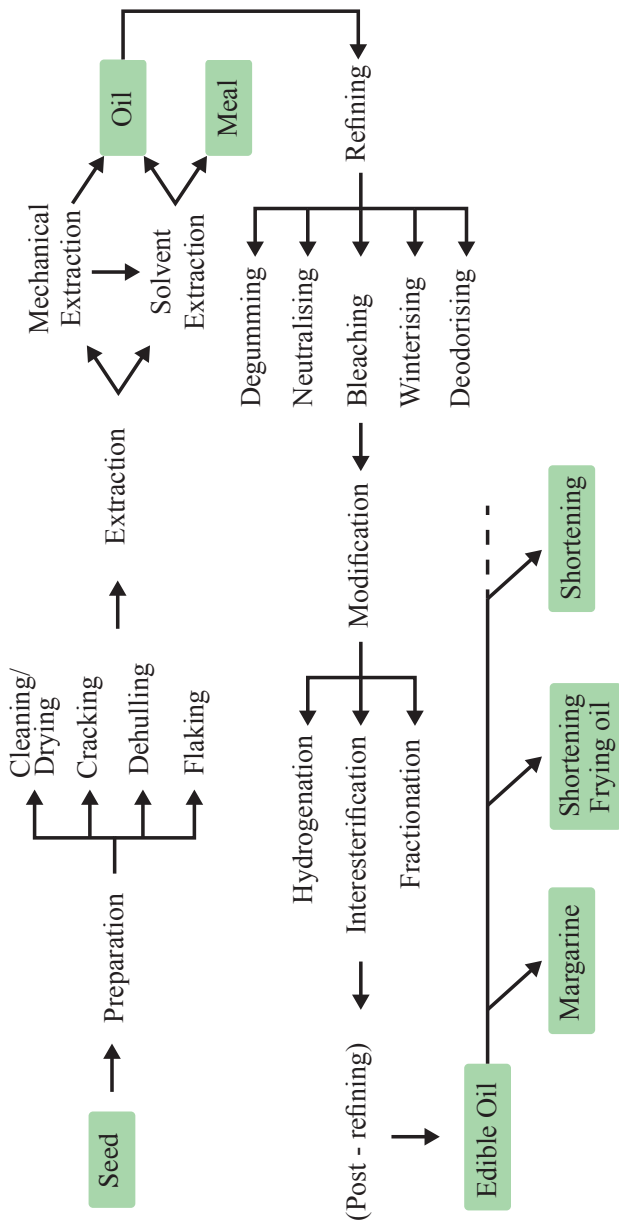 Seed
Preparation
Cleaning/
Drying
Cracking
Dehulling
Flaking
Extraction
Mechanical
Extraction
Solvent
Extraction
Oil
Meal
Refining
Degumming
Neutralising
Bleaching
Winterising
Deodorising
Modification
Hydrogenation
Interesterification
Fractionation
(Post - refining)
Edible Oil
Margarine
Shortening
Frying oil
Shortening